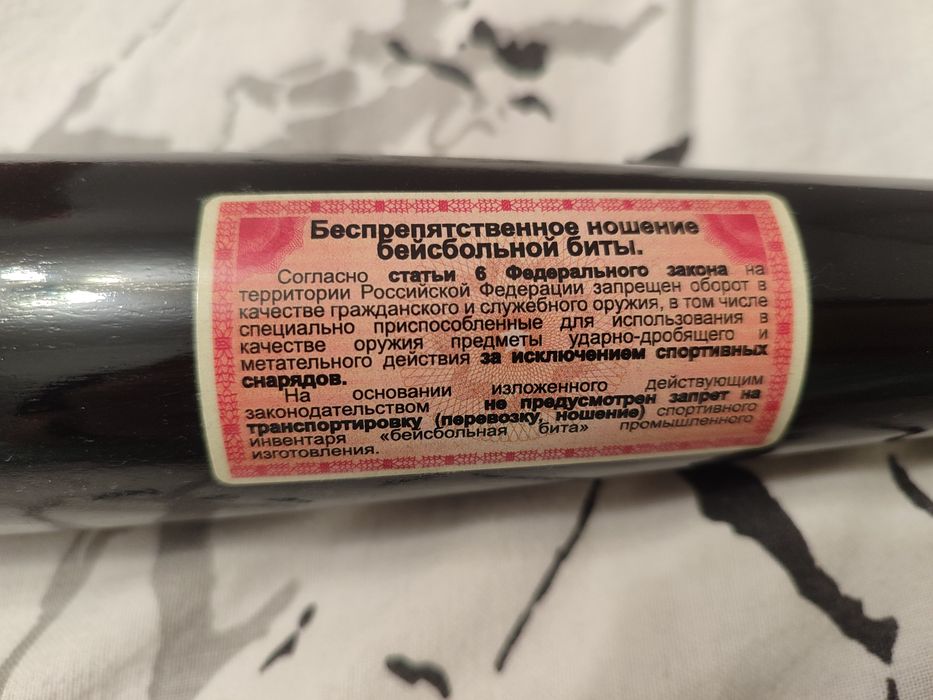 Беспрепятственное ношение
бейсбольной биты.
Согласно статьи 6 Федерального закона на
территории Российской Федерации запрещен оборот в
качестве гражданского и служебного оружия, в том числе
специально приспособленные для использования в
качестве оружия предметы ударно-дробящего и
метательного действия за исключением спортивных
снарядов.
На основании изложенного действующим
законодательством не предусмотрен запрет на
транспортировку (перевозку, ношение) спортивного
инвентаря «бейсбольная бита» промышленного
изготовления.